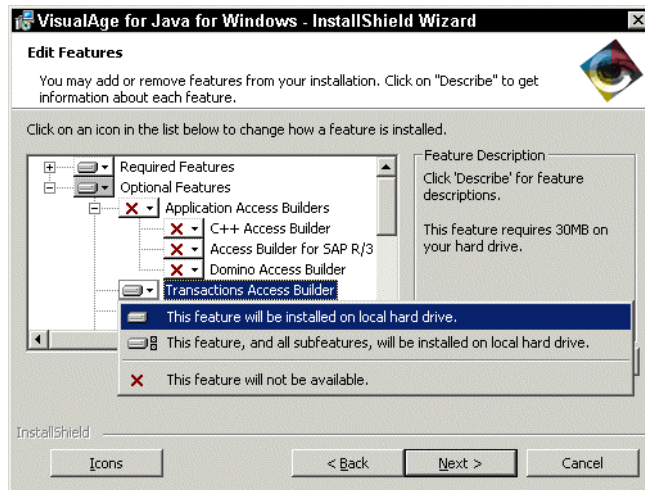 VisualAge for Java for Windows - InstallShield Wizard
Edit Features
You may add or remove features from your installation. Click on "Describe" to get
information about each feature.
Click on an icon in the list below to change how a feature is installed.
Required Features
Optional Features
Application Access Builders
C++ Access Builder
Access Builder for SAP R/3
Domino Access Builder
Transactions Access Builder
Feature Description
Click 'Describe' for feature
descriptions.
This feature requires 30MB on
your hard drive.
This feature will be installed on local hard drive.
This feature, and all subfeatures, will be installed on local hard drive.
This feature will not be available.
InstallShield
Icons
< Back
Next >
Cancel